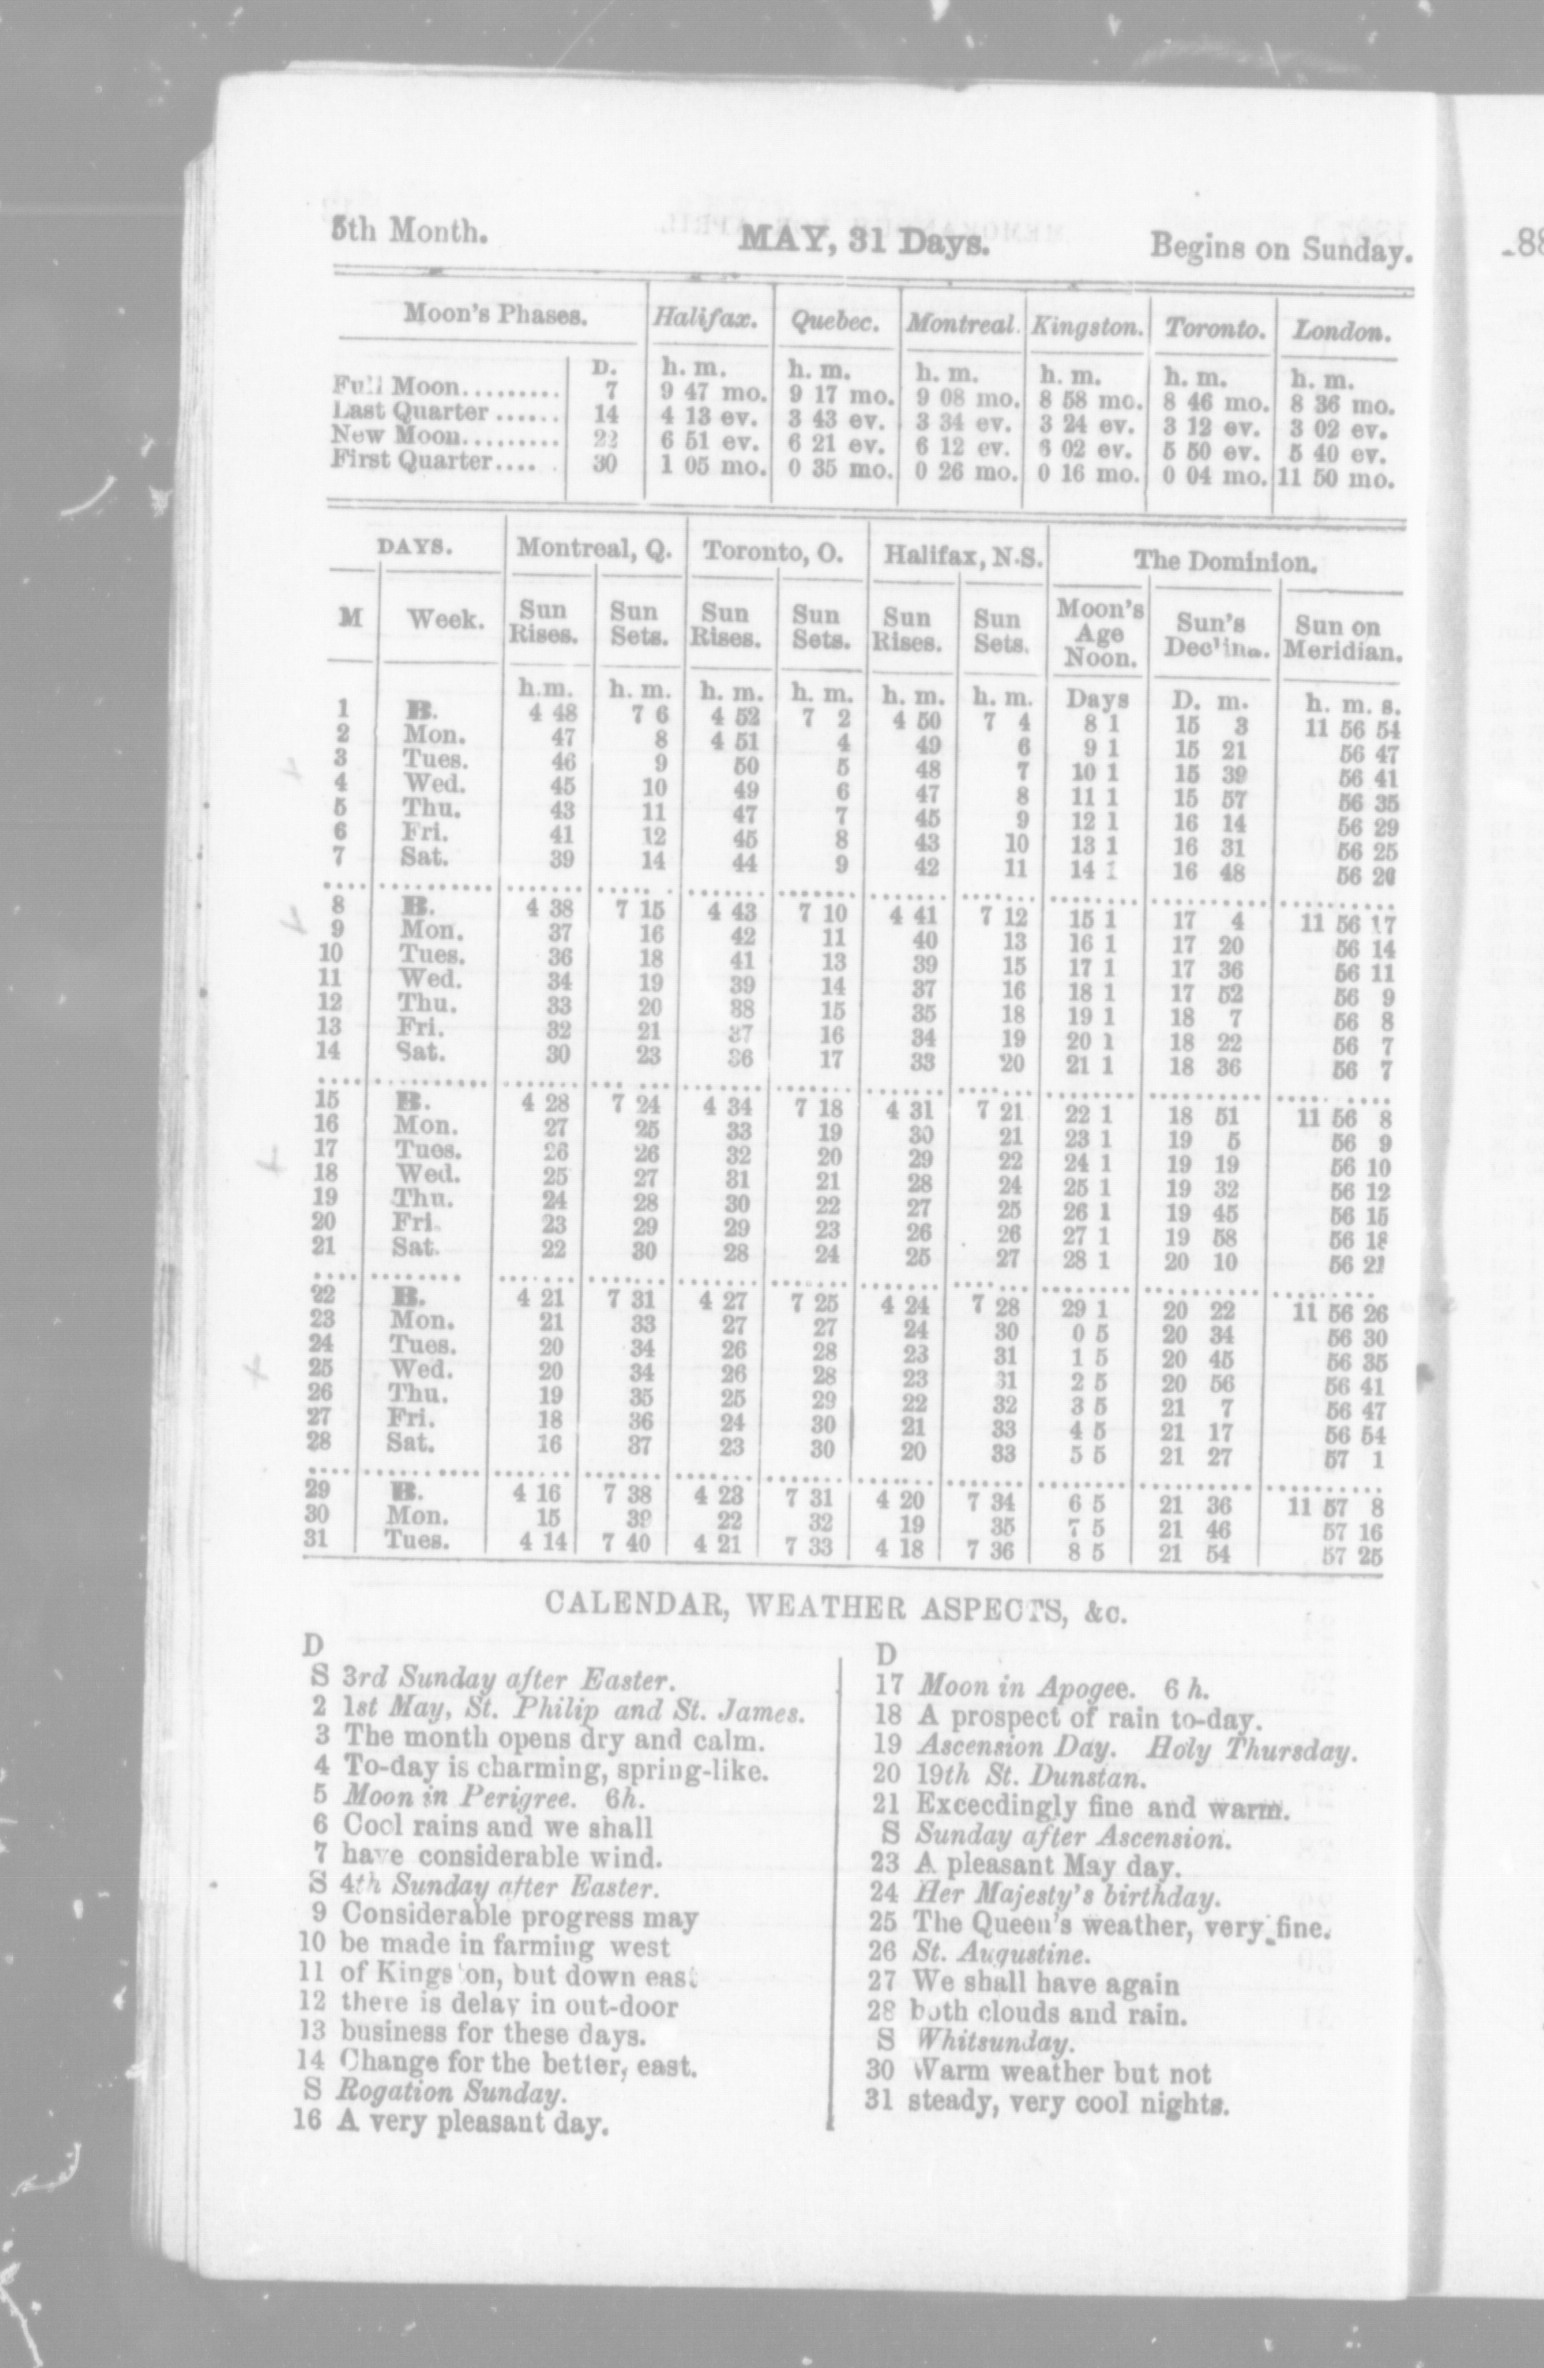 5th Month. MAY, 31 Days. Begins on Sunday.
Moon's Phases. Halifax. Quebec. Montreal. Kingston. Toronto. London.
D. h. m. h. m. h. m. h. m. h. m. h. m.
Full Moon......... 7 9 47 mo. 9 17 mo. 9 08 mo. 8 58 mo. 8 46 mo. 8 36 mo.
Last Quarter ...... 14 4 13 ev. 3 43 ev. 3 34 ev. 3 24 ev. 3 12 ev. 3 02 ev.
New Moon......... 22 6 51 ev. 6 21 ev. 6 12 ev. 6 02 ev. 5 50 ev. 5 40 ev.
First Quarter.... . 30 1 05 mo. 0 35 mo. 0 26 mo. 0 16 mo. 0 04 mo. 11 50 mo.
DAYS. Montreal, Q. Toronto, O. Halifax, N.S. The Dominion.
M Week. Sun Rises. Sun Sets. Sun Rises. Sun Sets. Sun Rises. Sun Sets. Moon's Age Noon. Sun's Declina. Sun on Meridian.
h.m. h. m. h. m. h. m. h. m. h. m. Days D. m. h. m. s.
1 B. 4 48 7 6 4 52 7 2 4 50 7 4 8 1 15 3 11 56 54
2 Mon. 47 8 4 51 4 49 6 9 1 15 21 56 47
3 Tues. 46 9 50 5 48 7 10 1 15 39 56 41
4 Wed. 45 10 49 6 47 8 11 1 15 57 56 35
5 Thu. 43 11 47 7 45 9 12 1 16 14 56 29
6 Fri. 41 12 45 8 43 10 13 1 16 31 56 25
7 Sat. 39 14 44 9 42 11 14 1 16 48 56 20
8 B. 4 38 7 15 4 43 7 10 4 41 7 12 15 1 17 4 11 56 17
9 Mon. 37 16 42 11 40 13 16 1 17 20 56 14
10 Tues. 36 18 41 13 39 15 17 1 17 36 56 11
11 Wed. 34 19 39 14 37 16 18 1 17 52 56 9
12 Thu. 33 20 38 15 35 18 19 1 18 7 56 8
13 Fri. 32 21 37 16 34 19 20 1 18 22 56 7
14 Sat. 30 23 36 17 33 20 21 1 18 36 56 7
15 B. 4 28 7 24 4 34 7 18 4 31 7 21 22 1 18 51 11 56 8
16 Mon. 27 25 33 19 30 21 23 1 19 5 56 9
17 Tues. 26 26 32 20 29 22 24 1 19 19 56 10
18 Wed. 25 27 31 21 28 24 25 1 19 32 56 12
19 Thu. 24 28 30 22 27 25 26 1 19 45 56 15
20 Fri. 23 29 29 23 26 26 27 1 19 58 56 18
21 Sat. 22 30 28 24 25 27 28 1 20 10 56 21
22 B. 4 21 7 31 4 27 7 25 4 24 7 28 29 1 20 22 11 56 26
23 Mon. 21 33 27 27 24 30 0 5 20 34 56 30
24 Tues. 20 34 26 28 23 31 1 5 20 45 56 35
25 Wed. 20 34 26 28 23 31 2 5 20 56 56 41
26 Thu. 19 35 25 29 22 32 3 5 21 7 56 47
27 Fri. 18 36 24 30 21 33 4 5 21 17 56 54
28 Sat. 16 37 23 30 20 33 5 5 21 27 57 1
29 B. 4 16 7 38 4 23 7 31 4 20 7 34 6 5 21 36 11 57 8
30 Mon. 15 39 22 32 19 35 7 5 21 46 57 16
31 Tues. 4 14 7 40 4 21 7 33 4 18 7 36 8 5 21 54 57 25
CALENDAR, WEATHER ASPECTS, &c.
D
S 3rd Sunday after Easter.
2 1st May, St. Philip and St. James.
3 The month opens dry and calm.
4 To-day is charming, spring-like.
5 Moon in Perigree. 6h.
6 Cool rains and we shall
7 have considerable wind.
S 4th Sunday after Easter.
9 Considerable progress may
10 be made in farming west
11 of Kingston, but down east
12 there is delay in out-door
13 business for these days.
14 Change for the better, east.
S Rogation Sunday.
16 A very pleasant day.
D
17 Moon in Apogee. 6 h.
18 A prospect of rain to-day.
19 Ascension Day. Holy Thursday.
20 19th St. Dunstan.
21 Exceedingly fine and warm.
S Sunday after Ascension.
23 A pleasant May day.
24 Her Majesty's birthday.
25 The Queen's weather, very fine.
26 St. Augustine.
27 We shall have again
28 both clouds and rain.
S Whitsunday.
30 Warm weather but not
31 steady, very cool nights.